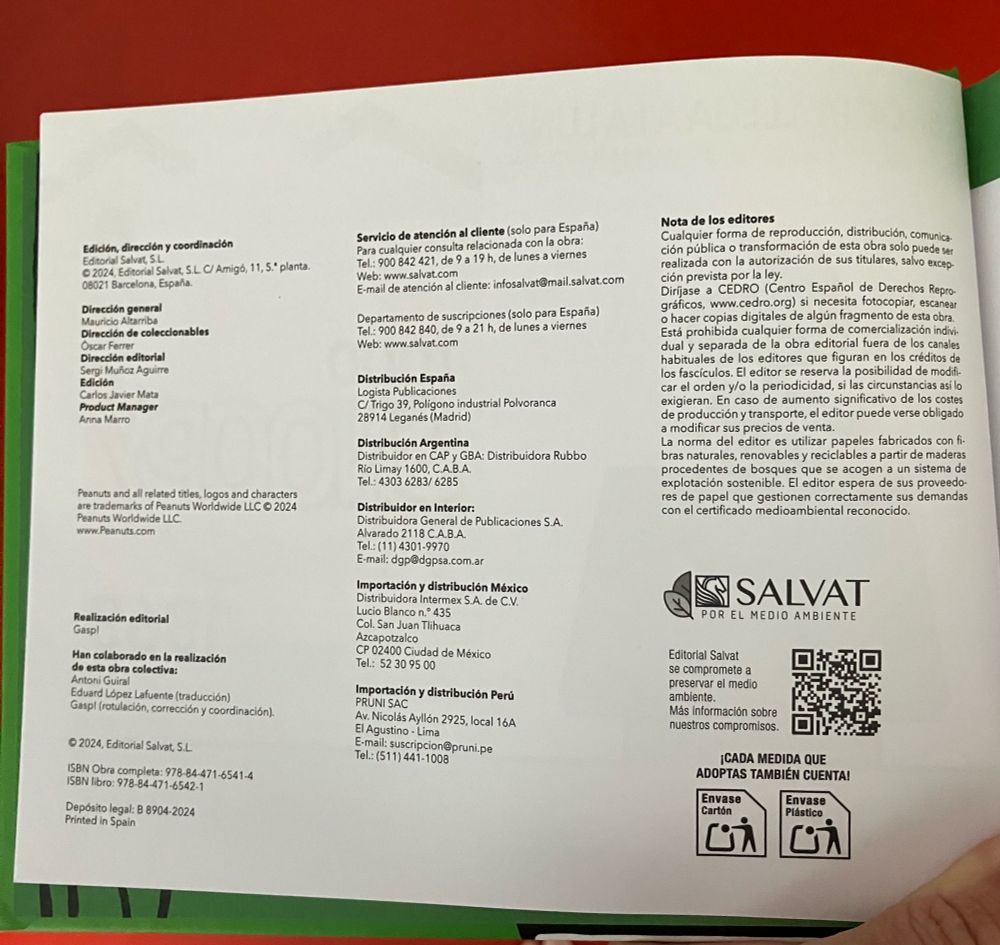 Edición, dirección y coordinación
Editorial Salvat, S.L.
© 2024, Editorial Salvat, S.L. C/ Amigó, 11, 5.ª planta.
08021 Barcelona, España.
Dirección general
Mauricio Altarriba
Dirección de coleccionables
Òscar Ferrer
Dirección editorial
Sergi Muñoz Aguirre
Edición
Carlos Javier Mata
Product Manager
Anna Marro
Peanuts and all related titles, logos and characters
are trademarks of Peanuts Worldwide LLC © 2024
Peanuts Worldwide LLC.
www.Peanuts.com
Realización editorial
Gaspl
Han colaborado en la realización
de esta obra colectiva:
Antoni Guiral
Eduard López Lafuente (traducción)
Gaspl (rotulación, corrección y coordinación).
© 2024, Editorial Salvat, S.L.
ISBN Obra completa: 978-84-471-6541-4
ISBN libro: 978-84-471-6542-1
Depósito legal: B 8904-2024
Printed in Spain
Servicio de atención al cliente (solo para España)
Para cualquier consulta relacionada con la obra:
Tel.: 900 842 421, de 9 a 19 h, de lunes a viernes
Web: www.salvat.com
E-mail de atención al cliente: infosalvat@mail.salvat.com
Departamento de suscripciones (solo para España)
Tel.: 900 842 840, de 9 a 21 h, de lunes a viernes
Web: www.salvat.com
Distribución España
Logista Publicaciones
C/ Trigo 39, Polígono industrial Polvoranca
28914 Leganés (Madrid)
Distribución Argentina
Distribuidor en CAP y GBA: Distribuidora Rubbo
Río Limay 1600, C.A.B.A.
Tel.: 4303 6283/ 6285
Distribuidor en Interior:
Distribuidora General de Publicaciones S.A.
Alvarado 2118 C.A.B.A.
Tel.: (11) 4301-9970
E-mail: dgp@dgpsa.com.ar
Importación y distribución México
Distribuidora Intermex S.A. de C.V.
Lucio Blanco n.º 435
Col. San Juan Tlihuaca
Azcapotzalco
CP 02400 Ciudad de México
Tel.: 52 30 95 00
Importación y distribución Perú
PRUNI SAC
Av. Nicolás Ayllón 2925, local 16A
El Agustino - Lima
E-mail: suscripcion@pruni.pe
Tel.: (511) 441-1008
Nota de los editores
Cualquier forma de reproducción, distribución, comunica-
ción pública o transformación de esta obra solo puede ser
realizada con la autorización de sus titulares, salvo excep-
ción prevista por la ley.
Diríjase a CEDRO (Centro Español de Derechos Repro-
gráficos, www.cedro.org) si necesita fotocopiar, escanear
o hacer copias digitales de algún fragmento de esta obra.
Está prohibida cualquier forma de comercialización indivi-
dual y separada de la obra editorial fuera de los canales
habituales de los editores que figuran en los créditos de
los fascículos. El editor se reserva la posibilidad de modifi-
car el orden y/o la periodicidad, si las circunstancias así lo
exigieran. En caso de aumento significativo de los costes
de producción y transporte, el editor puede verse obligado
a modificar sus precios de venta.
La norma del editor es utilizar papeles fabricados con fi-
bras naturales, renovables y reciclables a partir de maderas
procedentes de bosques que se acogen a un sistema de
explotación sostenible. El editor espera de sus proveedo-
res de papel que gestionen correctamente sus demandas
con el certificado medioambiental reconocido.
SALVAT
POR EL MEDIO AMBIENTE
Editorial Salvat
se compromete a
preservar el medio
ambiente.
Más información sobre
nuestros compromisos.
¡CADA MEDIDA QUE
ADOPTAS TAMBIÉN CUENTA!
Envase
Cartón
Envase
Plástico